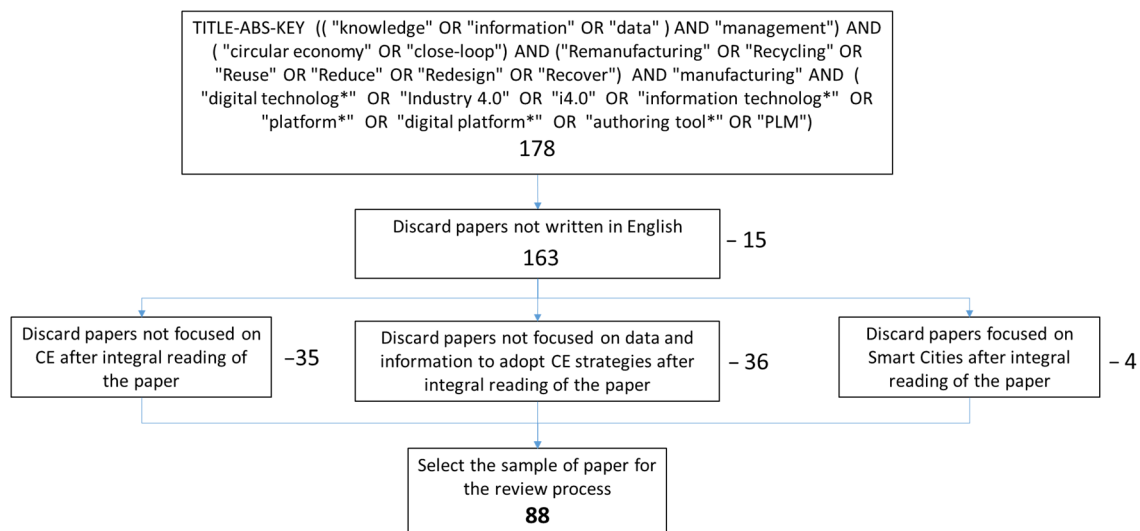 TITLE-ABS-KEY (( "knowledge" OR "information" OR "data" ) AND "management") AND
( "circular economy" OR "close-loop") AND ("Remanufacturing" OR "Recycling" OR
"Reuse" OR "Reduce" OR "Redesign" OR "Recover") AND "manufacturing" AND (
"digital technolog*" OR "Industry 4.0" OR "i4.0" OR "information technolog*" OR
"platform*" OR "digital platform*" OR "authoring tool*" OR "PLM")
178
Discard papers not written in English
163
– 15
Discard papers not focused on
CE after integral reading of
the paper
–35
Discard papers not focused on data and
information to adopt CE strategies after
integral reading of the paper
– 36
Discard papers focused on
Smart Cities after integral
reading of the paper
– 4
Select the sample of paper for
the review process
88